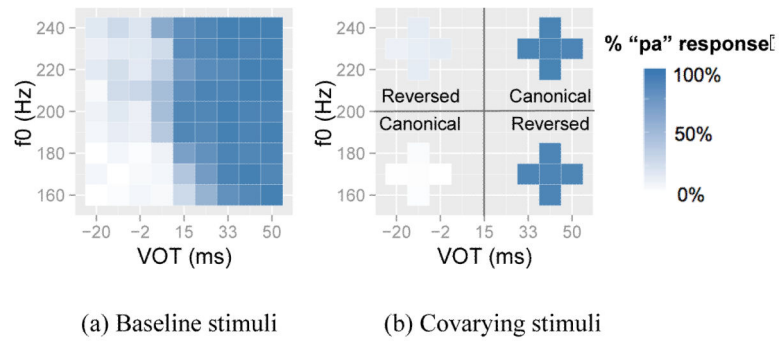 240
220
200
180
160
f0 (Hz)
−20 −2 15 33 50
VOT (ms)
240
220
200
180
160
f0 (Hz)
Reversed Canonical
Canonical Reversed
−20 −2 15 33 50
VOT (ms)
% “pa” response
100%
50%
0%
(a) Baseline stimuli
(b) Covarying stimuli